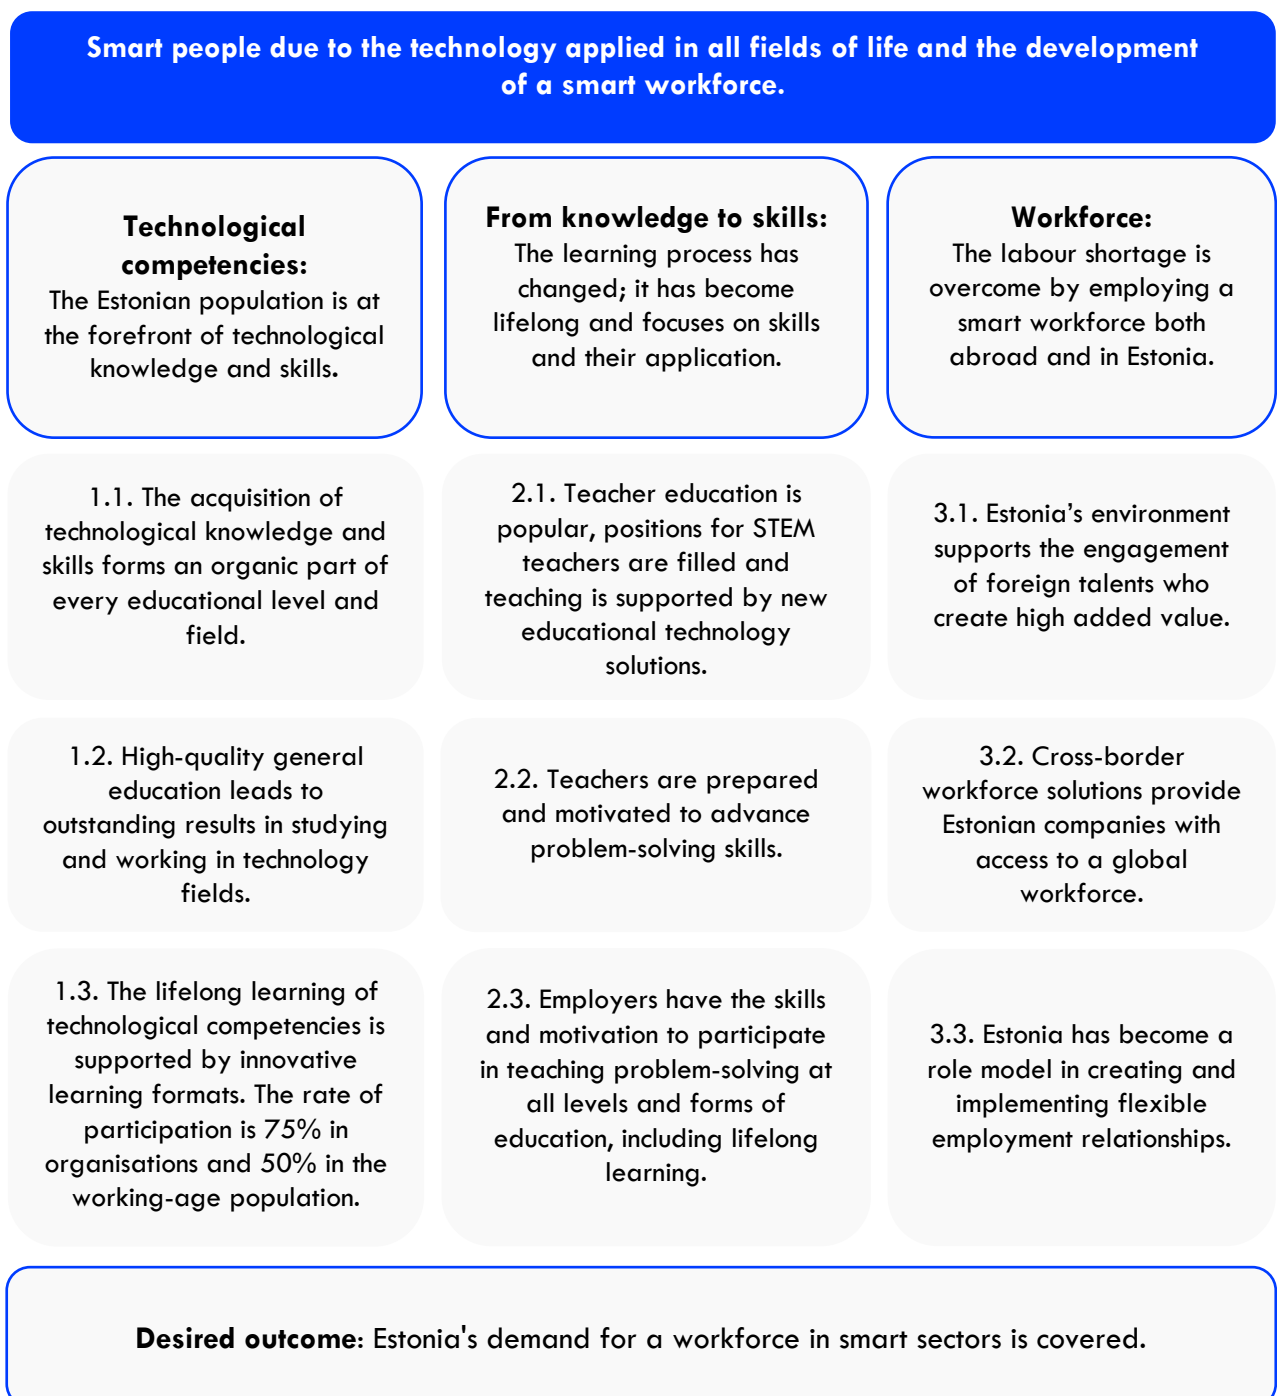 Smart people due to the technology applied in all fields of life and the development
of a smart workforce.
Technological
competencies:
The Estonian population is at
the forefront of technological
knowledge and skills.
From knowledge to skills:
The learning process has
changed; it has become
lifelong and focuses on skills
and their application.
Workforce:
The labour shortage is
overcome by employing a
smart workforce both
abroad and in Estonia.
1.1. The acquisition of
technological knowledge and
skills forms an organic part of
every educational level and
field.
2.1. Teacher education is
popular, positions for STEM
teachers are filled and
teaching is supported by new
educational technology
solutions.
3.1. Estonia’s environment
supports the engagement
of foreign talents who
create high added value.
1.2. High-quality general
education leads to
outstanding results in studying
and working in technology
fields.
2.2. Teachers are prepared
and motivated to advance
problem-solving skills.
3.2. Cross-border
workforce solutions provide
Estonian companies with
access to a global
workforce.
1.3. The lifelong learning of
technological competencies is
supported by innovative
learning formats. The rate of
participation is 75% in
organisations and 50% in the
working-age population.
2.3. Employers have the skills
and motivation to participate
in teaching problem-solving at
all levels and forms of
education, including lifelong
learning.
3.3. Estonia has become a
role model in creating and
implementing flexible
employment relationships.
Desired outcome: Estonia's demand for a workforce in smart sectors is covered.